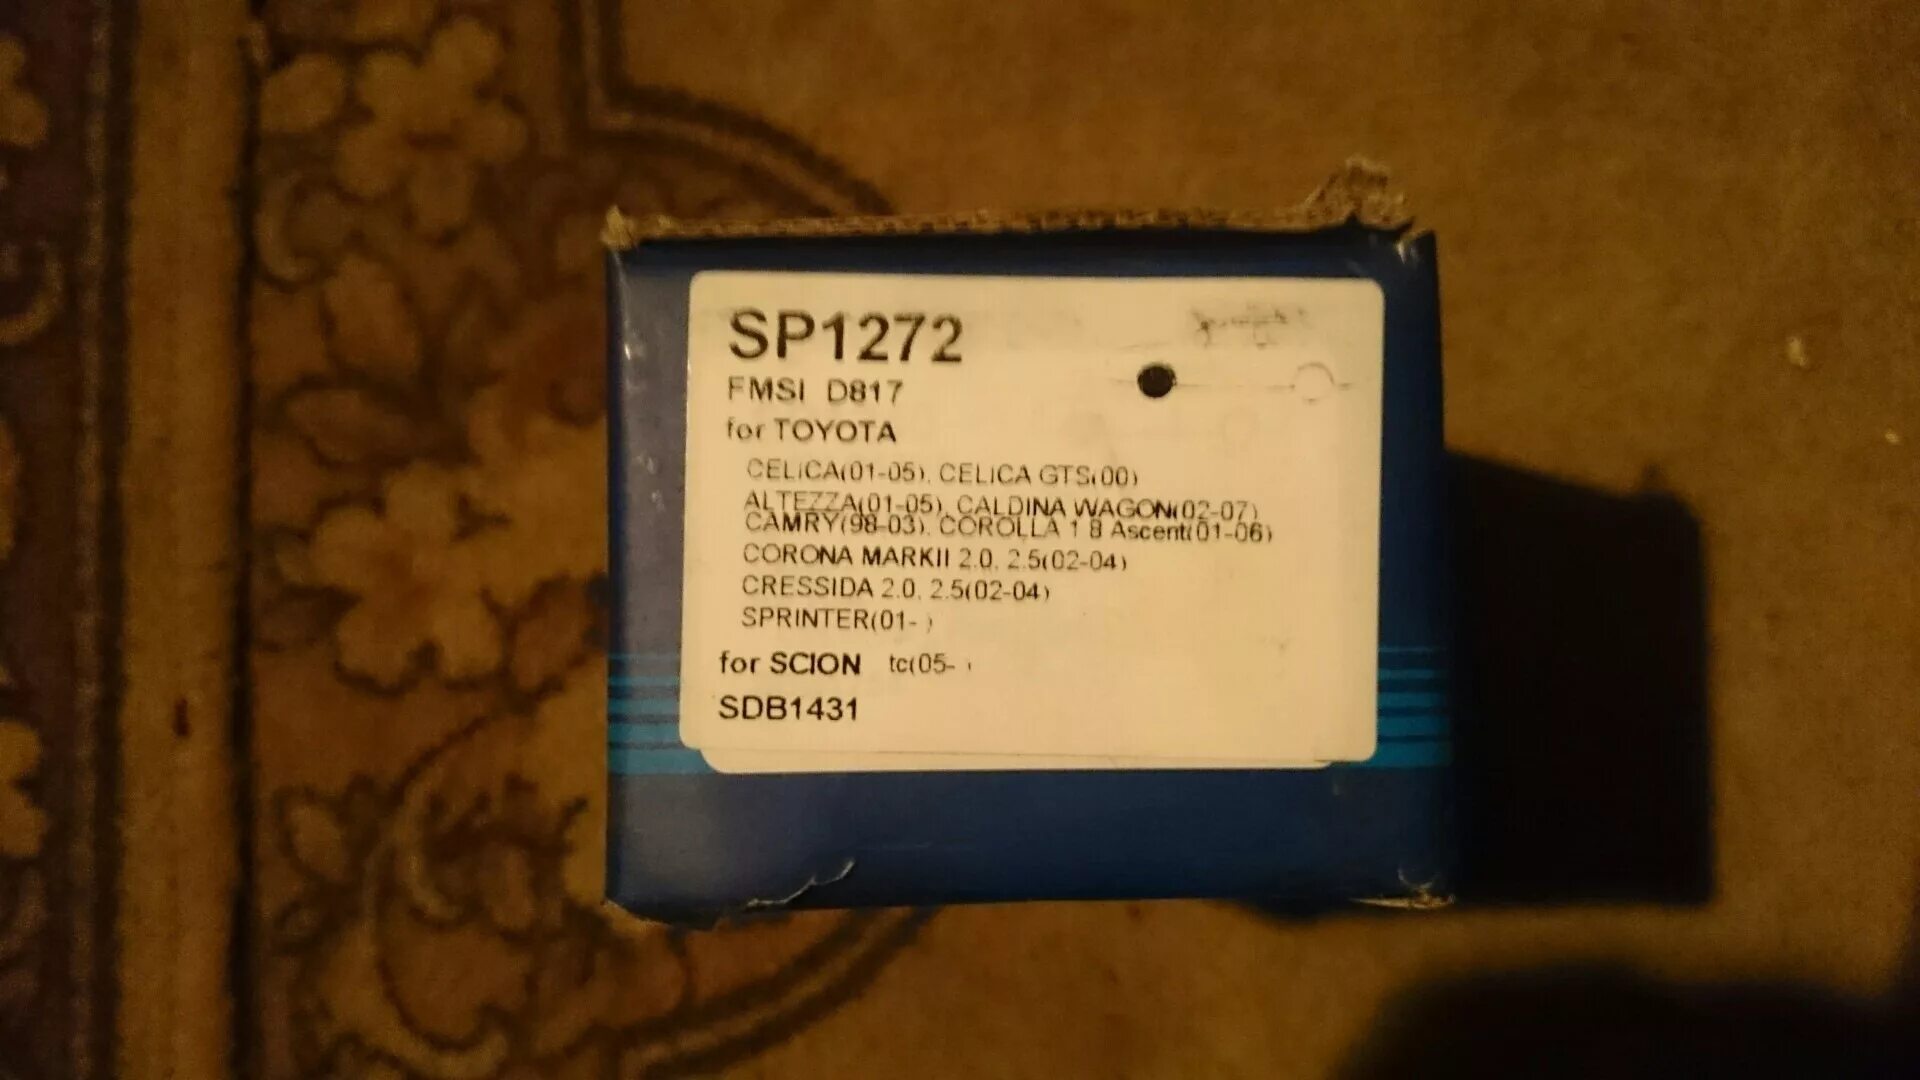 SP1272
FMSI D817
for TOYOTA
CELICA(01-05), CELICA GTS(00)
ALTEZZA(01-05), CALDINA WAGON(02-07)
CAMRY(98-03), COROLLA 1.8 Ascent(01-06)
CORONA MARKII 2.0, 2.5(02-04)
CRESSIDA 2.0, 2.5(02-04)
SPRINTER(01- )
for SCION tc(05- )
SDB1431